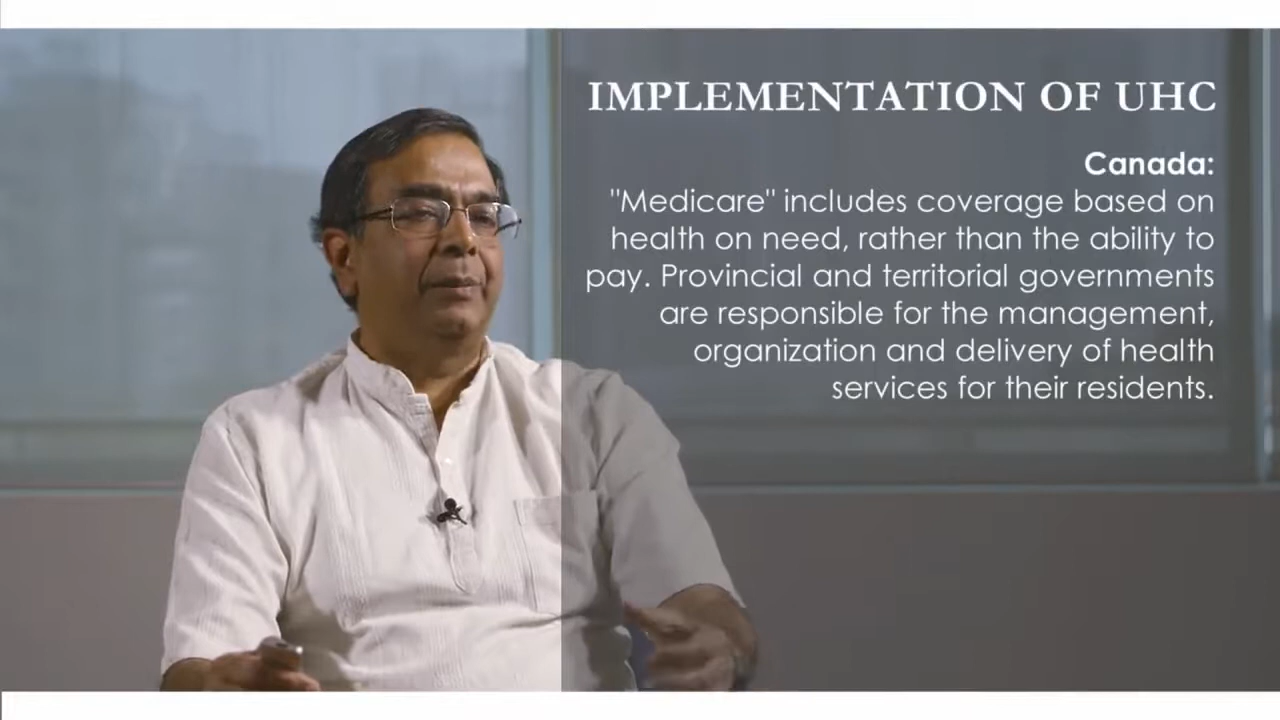 IMPLEMENTATION OF UHC
Canada:
"Medicare" includes coverage based on
health on need, rather than the ability to
pay. Provincial and territorial governments
are responsible for the management,
organization and delivery of health
services for their residents.